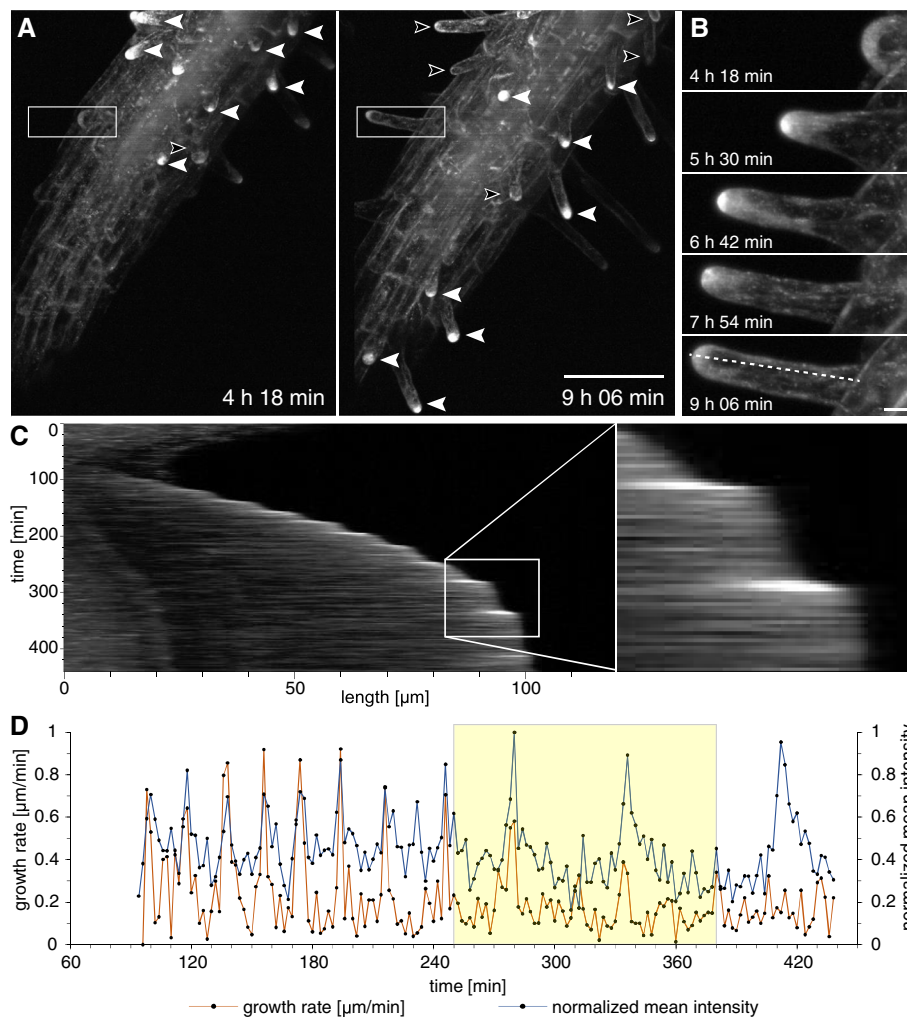 A
4 h 18 min
9 h 06 min
B
4 h 18 min
5 h 30 min
6 h 42 min
7 h 54 min
9 h 06 min
C
0
100
200
300
400
time [min]
0
50
100
length [µm]
D
1
0.8
0.6
0.4
0.2
0
growth rate [µm/min]
1
0.8
0.6
0.4
0.2
0
normalized mean intensity
60
120
180
240
300
360
420
time [min]
growth rate [µm/min]
normalized mean intensity